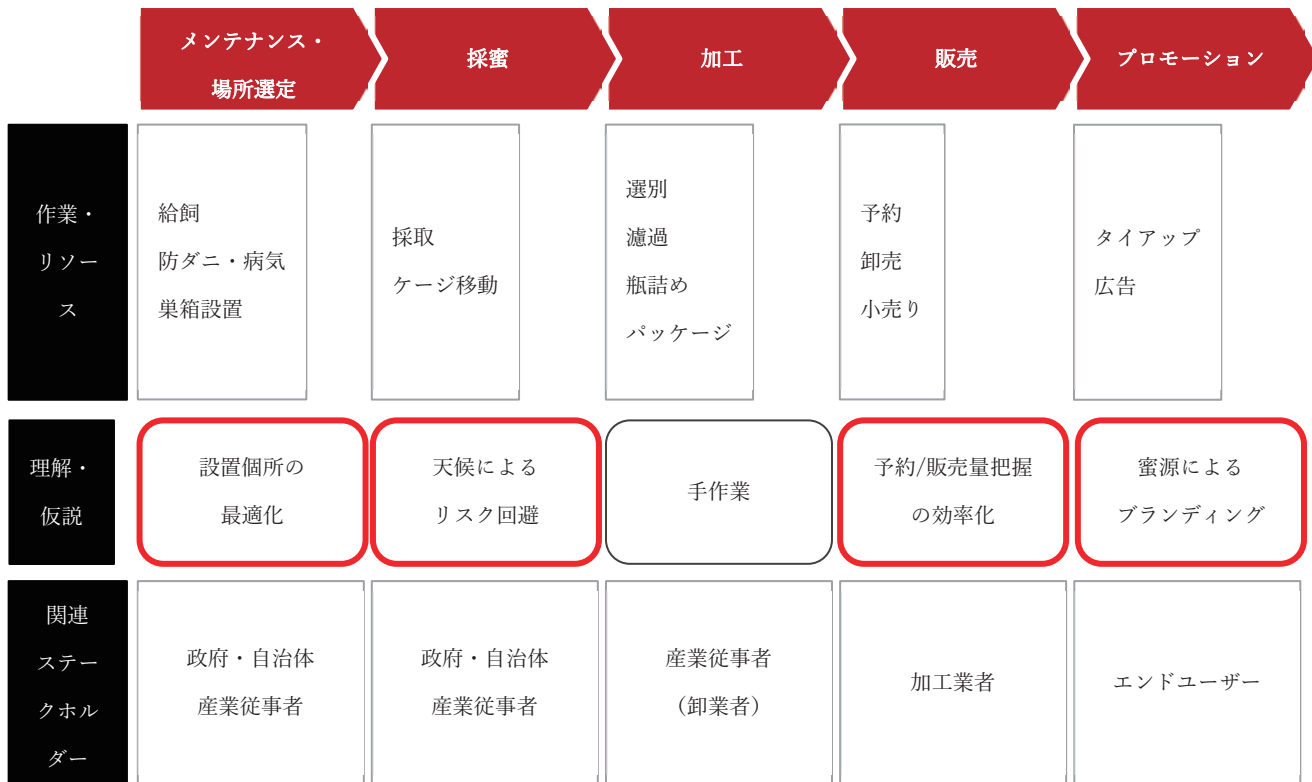 メンテナンス・
場所選定
採蜜
加工
販売
プロモーション
作業・
リソー
ス
給餌
防ダニ・病気
巣箱設置
採取
ケージ移動
選別
濾過
瓶詰め
パッケージ
予約
卸売
小売り
タイアップ
広告
理解・
仮説
設置個所の
最適化
天候による
リスク回避
手作業
予約/販売量把握
の効率化
蜜源による
ブランディング
関連
ステー
クホル
ダー
政府・自治体
産業従事者
政府・自治体
産業従事者
産業従事者
（卸業者）
加工業者
エンドユーザー